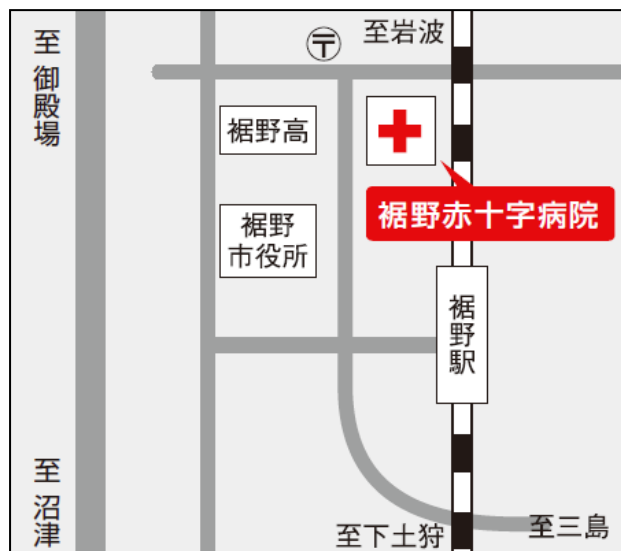 至 御殿場
〒
至岩波
裾野高
裾野赤十字病院
裾野
市役所
裾野駅
至 沼津
至下土狩
至三島